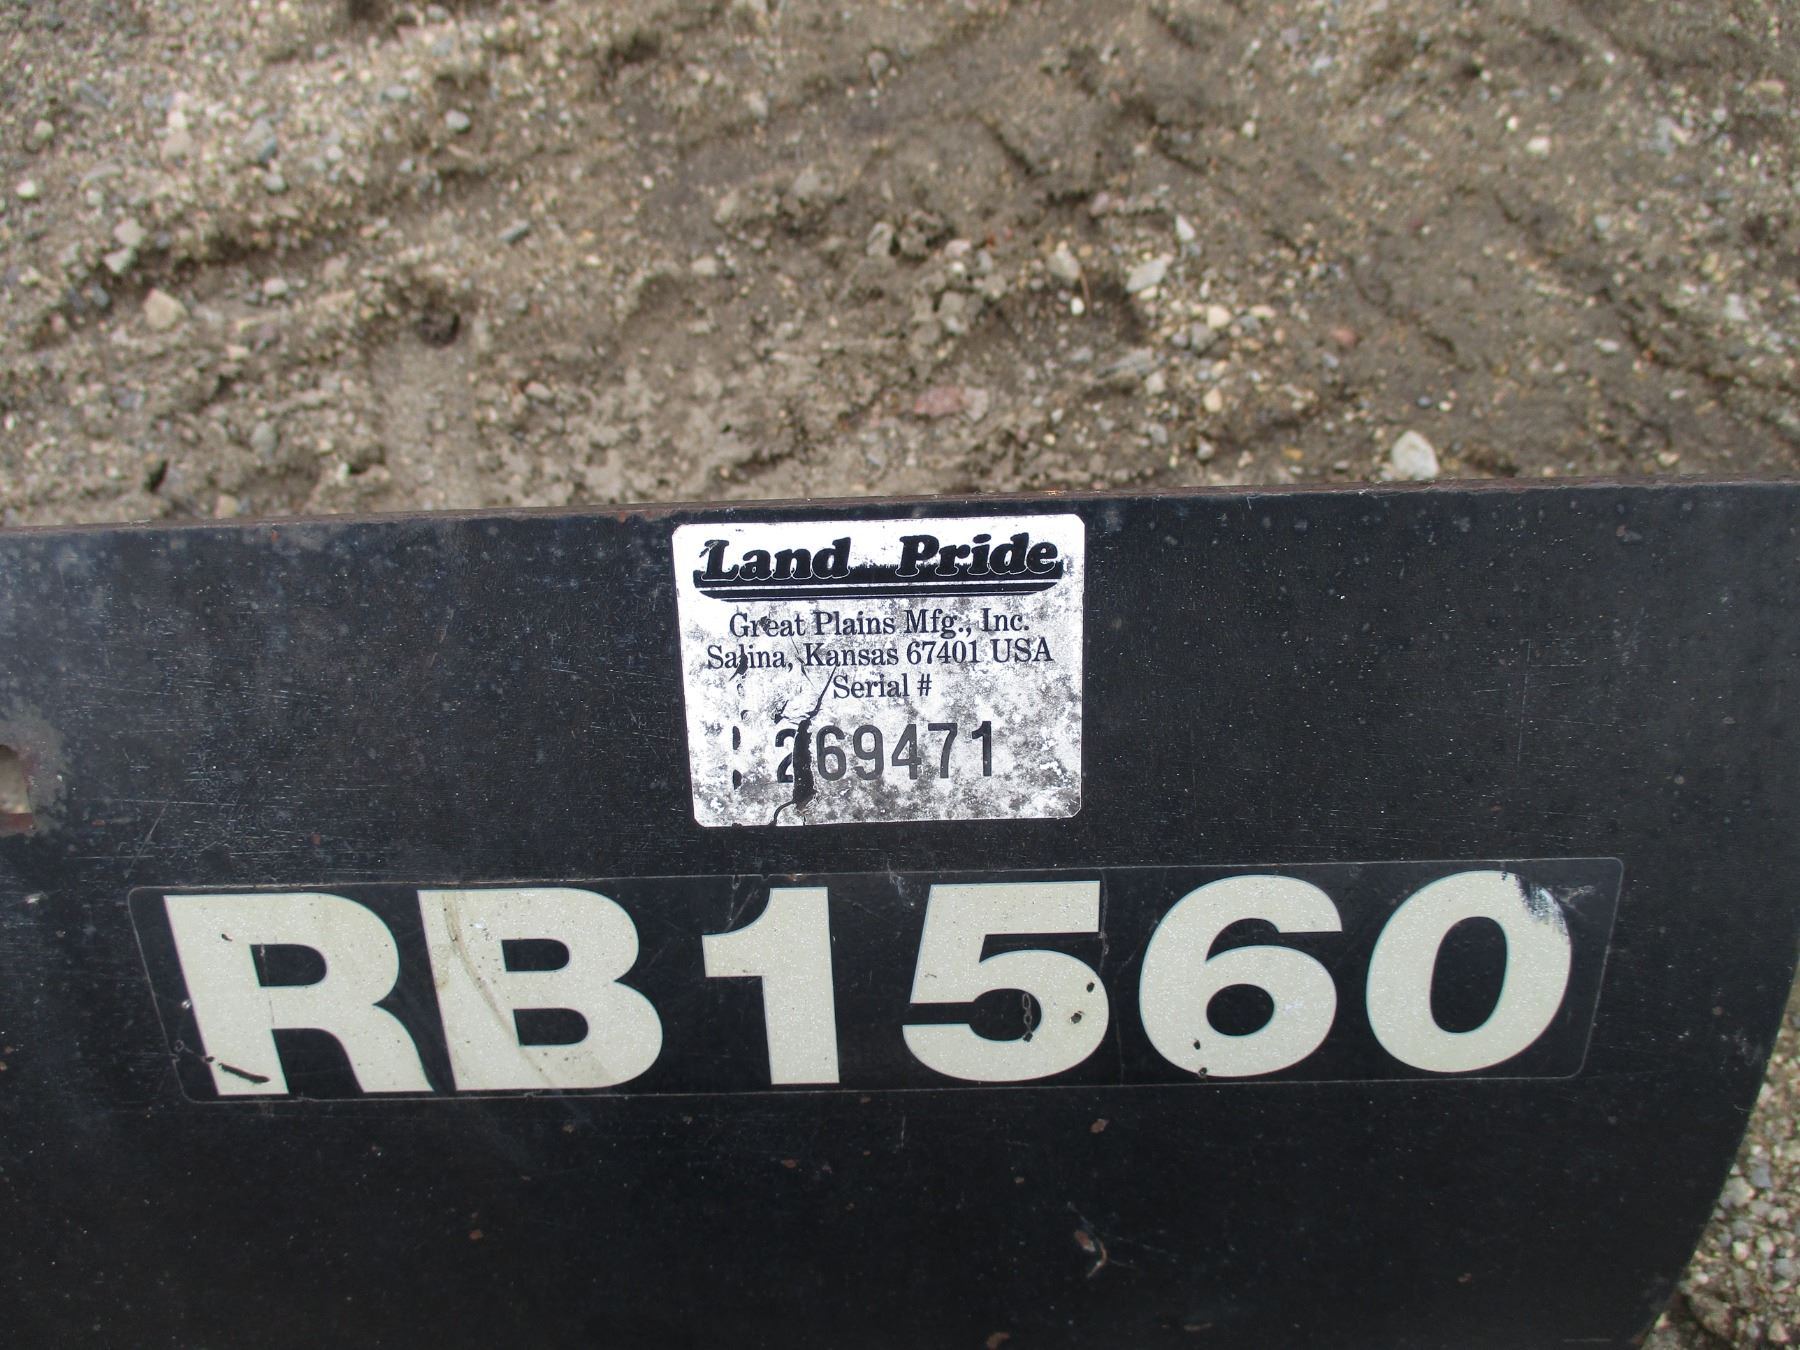 Land Pride
Great Plains Mfg., Inc.
Salina, Kansas 67401 USA
Serial #
269471
RB1560